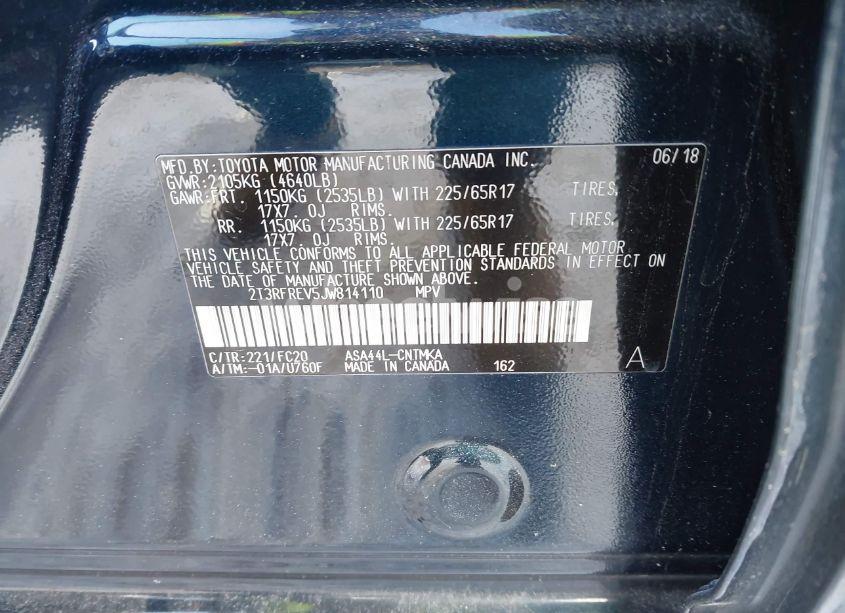 MFD.BY:TOYOTA MOTOR MANUFACTURING CANADA INC. 06/18
GVWR:2105KG (4640LB)
GAWR:FRT. 1150KG (2535LB) WITH 225/65R17 TIRES,
17X7.0J RIMS.
RR. 1150KG (2535LB) WITH 225/65R17 TIRES,
17X7.0J RIMS.
THIS VEHICLE CONFORMS TO ALL APPLICABLE FEDERAL MOTOR
VEHICLE SAFETY AND THEFT PREVENTION STANDARDS IN EFFECT ON
THE DATE OF MANUFACTURE SHOWN ABOVE.
2T3RFREV5JW814110 MPV
C/TR:221/FC20 ASA44L-CNTMKA
A/TM:-01A/U760F MADE IN CANADA 162 A